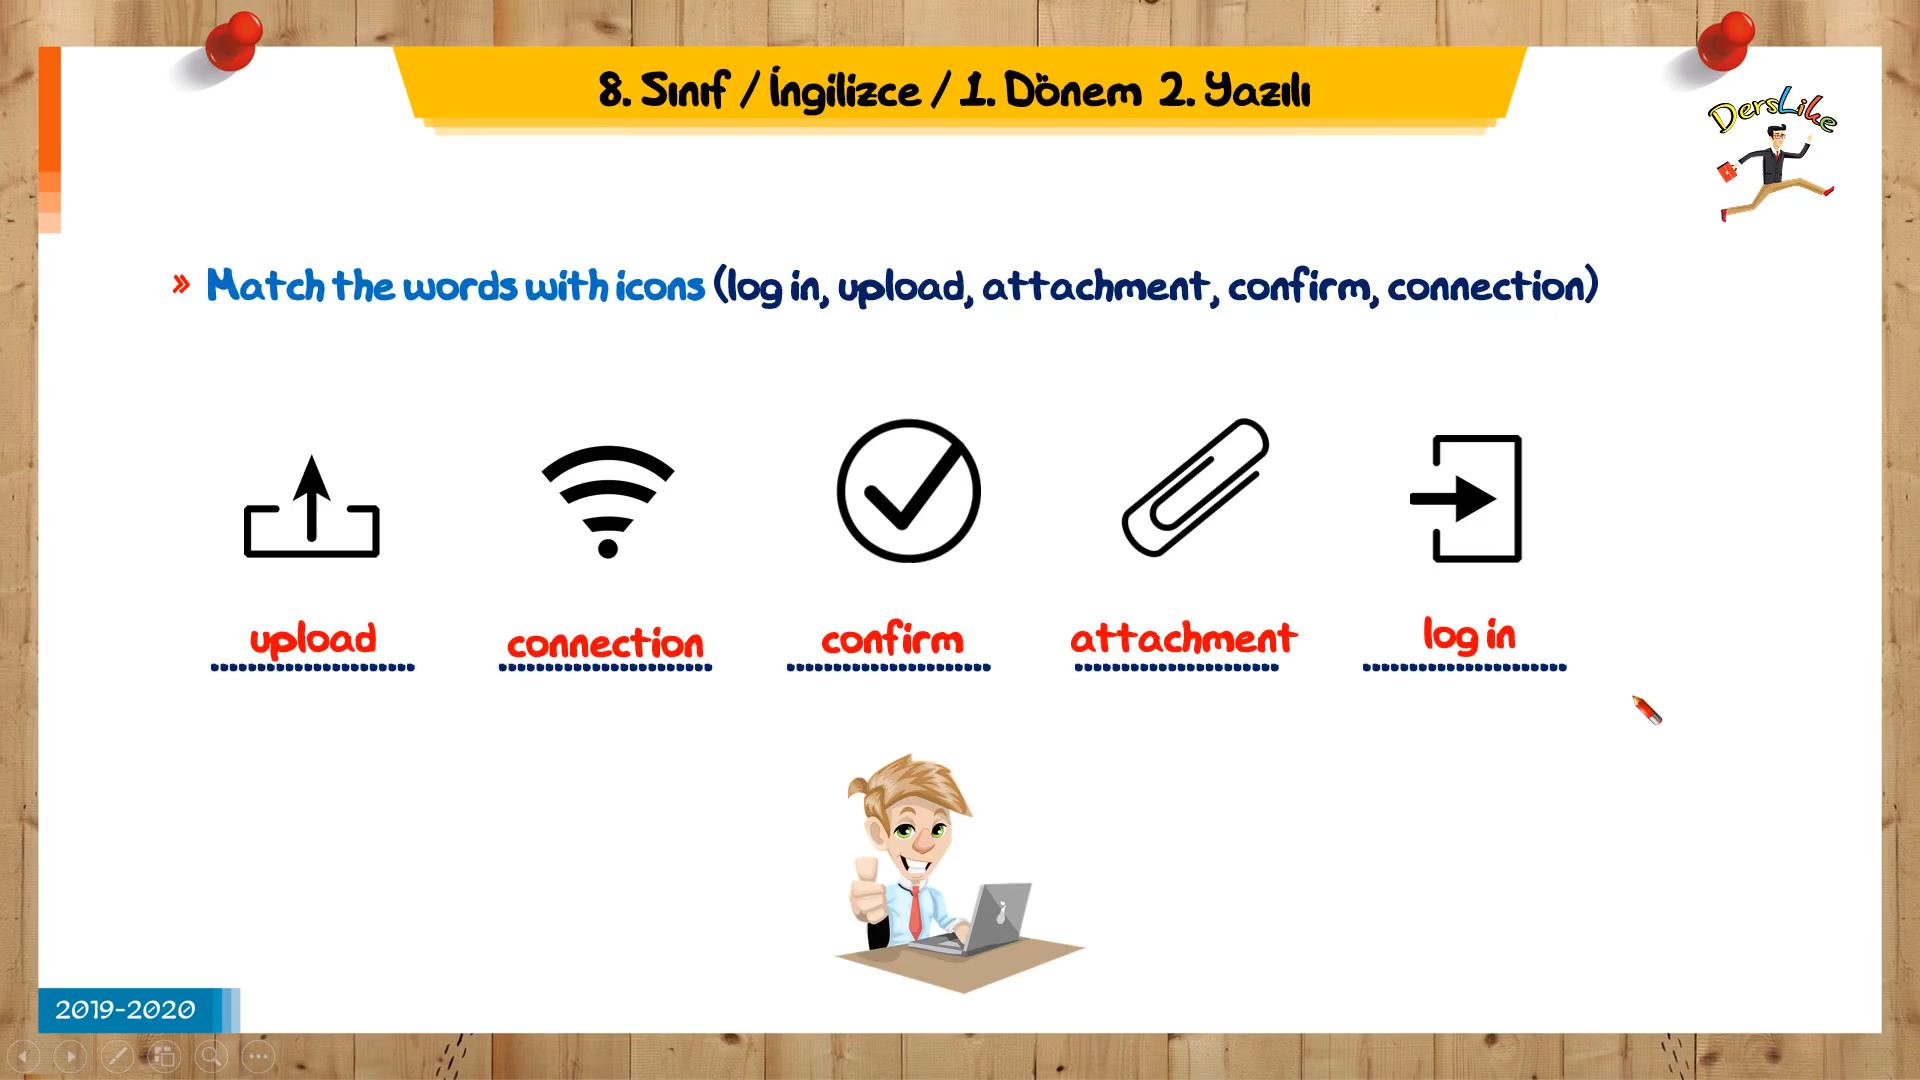 8. Sınıf / İngilizce / 1. Dönem 2. Yazılı
DersLike
» Match the words with icons (log in, upload, attachment, confirm, connection)
upload connection confirm attachment log in
2019-2020